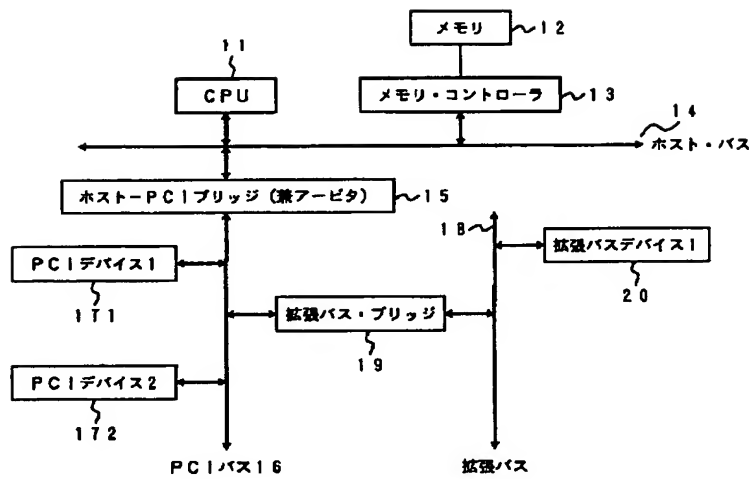 11
メモリ 12
CPU
メモリ・コントローラ 13
14
ホスト・バス
ホスト-PCIブリッジ(兼アービタ) 15
18
PCIデバイス1
171
拡張バスデバイス1
20
拡張バス・ブリッジ
19
PCIデバイス2
172
PCIバス16
拡張バス